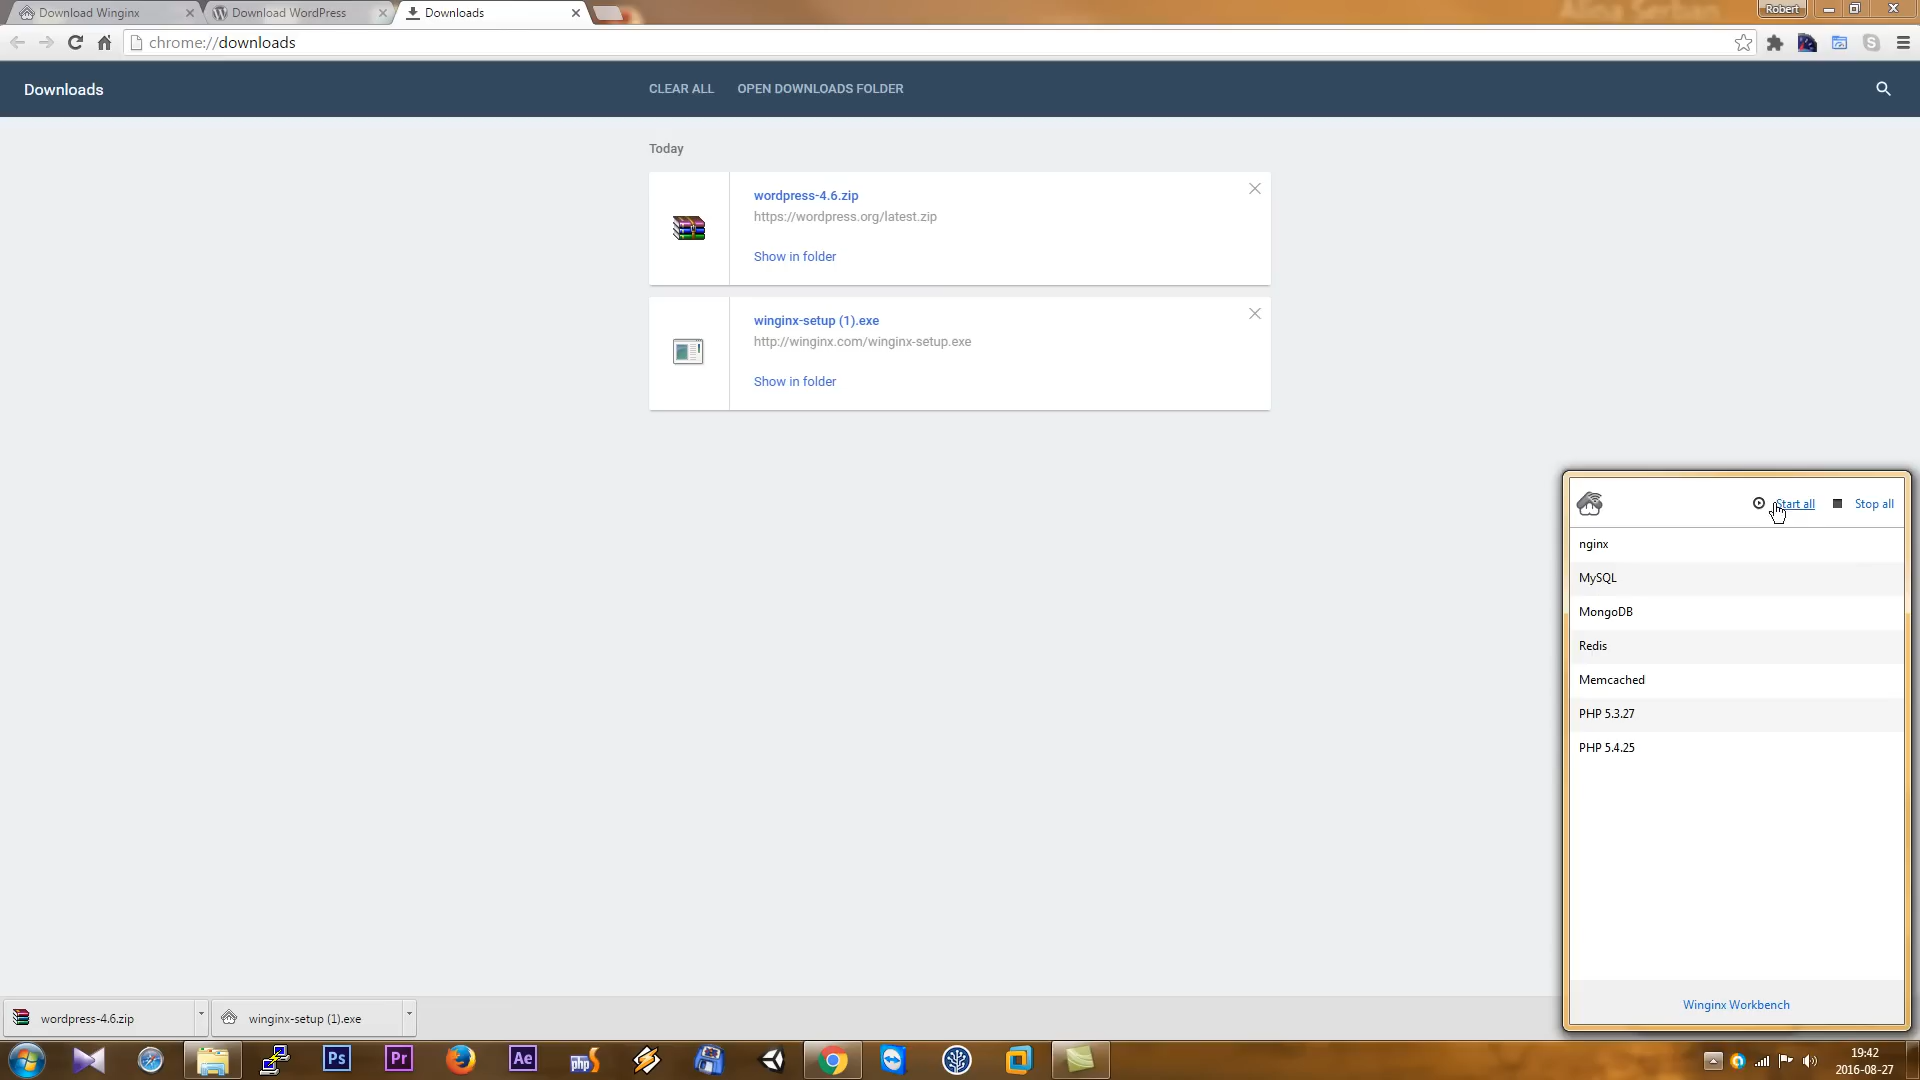 Download Winginx
Download WordPress
Downloads
Alina Serban
Robert
chrome://downloads
Downloads
CLEAR ALL
OPEN DOWNLOADS FOLDER
Today
wordpress-4.6.zip
https://wordpress.org/latest.zip
Show in folder
winginx-setup (1).exe
http://winginx.com/winginx-setup.exe
Show in folder
Start all
Stop all
nginx
MySQL
MongoDB
Redis
Memcached
PHP 5.3.27
PHP 5.4.25
Winginx Workbench
wordpress-4.6.zip
winginx-setup (1).exe
Ps
Pr
Ae
php
19:42
2016-08-27